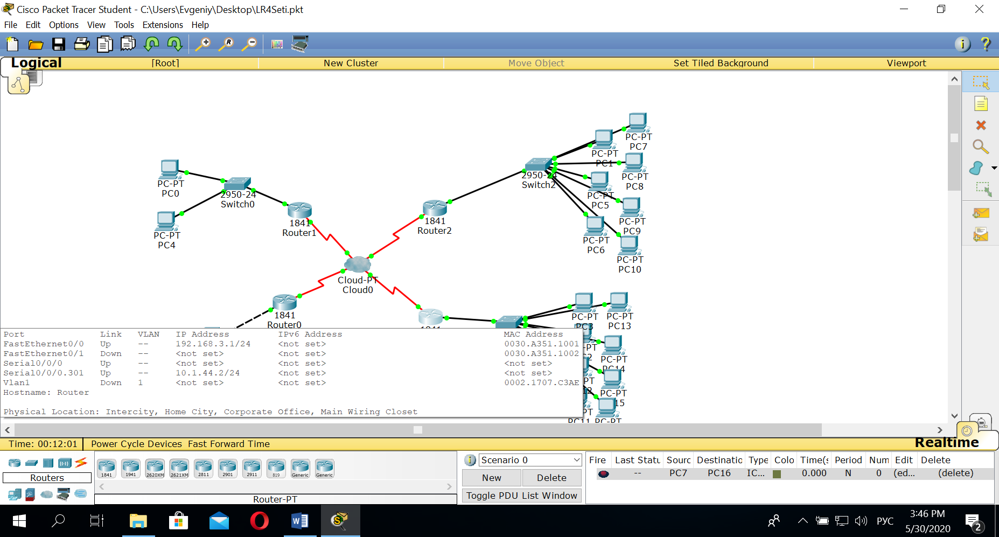 Cisco Packet Tracer Student - C:\Users\Evgeniy\Desktop\LR4Seti.pkt
File Edit Options View Tools Extensions Help
Logical [Root] New Cluster Move Object Set Tiled Background Viewport
PC-PT
PC7
PC-PT
PC1
PC-PT
PC8
PC-PT
PC0
2950-24
Switch0
2950-24
Switch2
PC-PT
PC5
PC-PT
PC9
PC-PT
PC4
1841
Router1
1841
Router2
PC-PT
PC6
PC-PT
PC10
Cloud-PT
Cloud0
1841
Router0
1841
PC-PT
PC3
PC-PT
PC13
PC-PT
PC14
PC-PT
15
PC11 PC-PT
Port Link VLAN IP Address IPv6 Address MAC Address
FastEthernet0/0 Up -- 192.168.3.1/24 <not set> 0030.A351.1001
FastEthernet0/1 Down -- <not set> <not set> 0030.A351.1002
Serial0/0/0 Up -- <not set> <not set> <not set>
Serial0/0/0.301 Up -- 10.1.44.2/24 <not set> <not set>
Vlan1 Down 1 <not set> <not set> 0002.1707.C3AE
Hostname: Router
Physical Location: Intercity, Home City, Corporate Office, Main Wiring Closet
Time: 00:12:01 Power Cycle Devices Fast Forward Time Realtime
Routers
1841 1941 2620XM 2621XM 2811 2901 2911 819 Generic Generic
Router-PT
Scenario 0
New Delete
Toggle PDU List Window
Fire Last Statu Sourc Destinatio Type Colo Time(s Period Num Edit Delete
-- PC7 PC16 IC... 0.000 N 0 (ed... (delete)
РУС
3:46 PM
5/30/2020
2